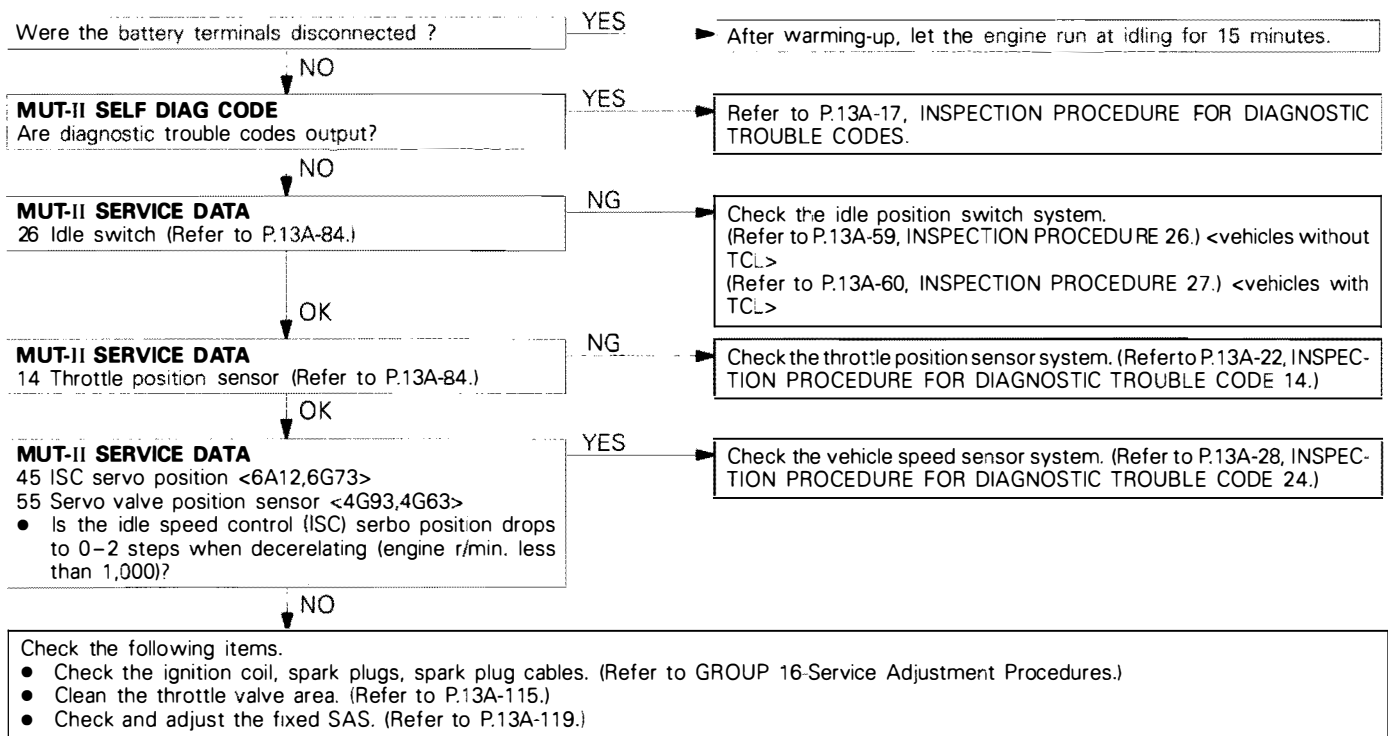 Were the battery terminals disconnected ?
YES
After warming-up, let the engine run at idling for 15 minutes.
NO
MUT-II SELF DIAG CODE
Are diagnostic trouble codes output?
YES
Refer to P.13A-17, INSPECTION PROCEDURE FOR DIAGNOSTIC
TROUBLE CODES.
NO
MUT-II SERVICE DATA
26 Idle switch (Refer to P.13A-84.)
NG
Check the idle position switch system.
(Refer to P.13A-59, INSPECTION PROCEDURE 26.) <vehicles without
TCL>
(Refer to P.13A-60, INSPECTION PROCEDURE 27.) <vehicles with
TCL>
OK
MUT-II SERVICE DATA
14 Throttle position sensor (Refer to P.13A-84.)
NG
Check the throttle position sensor system. (Refer to P.13A-22, INSPEC-
TION PROCEDURE FOR DIAGNOSTIC TROUBLE CODE 14.)
OK
MUT-II SERVICE DATA
45 ISC servo position <6A12,6G73>
55 Servo valve position sensor <4G93,4G63>
● Is the idle speed control (ISC) serbo position drops
to 0–2 steps when decerelating (engine r/min. less
than 1,000)?
YES
Check the vehicle speed sensor system. (Refer to P.13A-28, INSPEC-
TION PROCEDURE FOR DIAGNOSTIC TROUBLE CODE 24.)
NO
Check the following items.
● Check the ignition coil, spark plugs, spark plug cables. (Refer to GROUP 16-Service Adjustment Procedures.)
● Clean the throttle valve area. (Refer to P.13A-115.)
● Check and adjust the fixed SAS. (Refer to P.13A-119.)